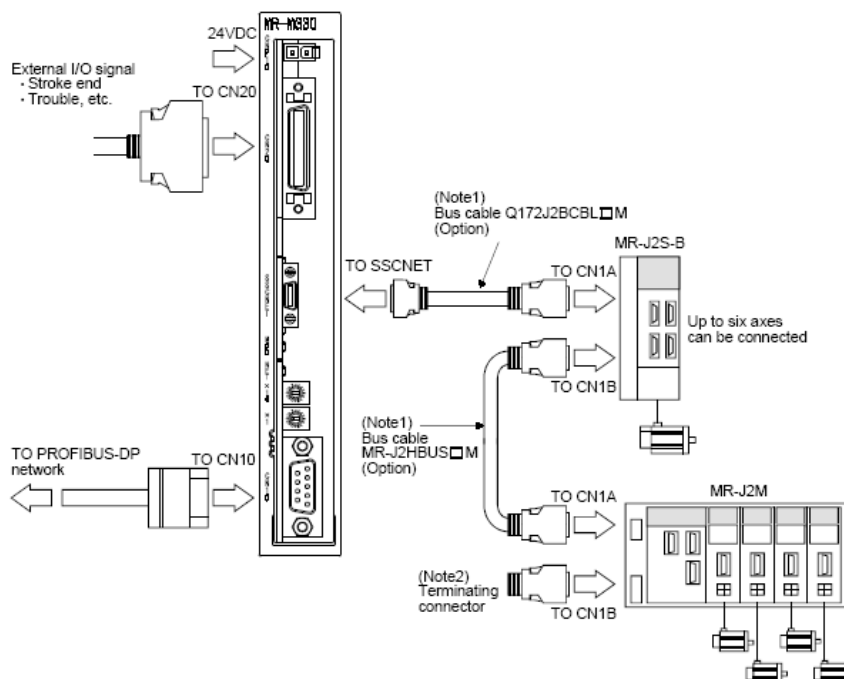 MR-MG30
24VDC
External I/O signal
· Stroke end
· Trouble, etc.
TO CN20
(Note1)
Bus cable Q172J2BCBL□M
(Option)
MR-J2S-B
TO SSCNET
TO CN1A
Up to six axes
can be connected
TO CN1B
(Note1)
Bus cable
MR-J2HBUS□M
(Option)
TO PROFIBUS-DP
network
TO CN10
TO CN1A
MR-J2M
(Note2)
Terminating
connector
TO CN1B